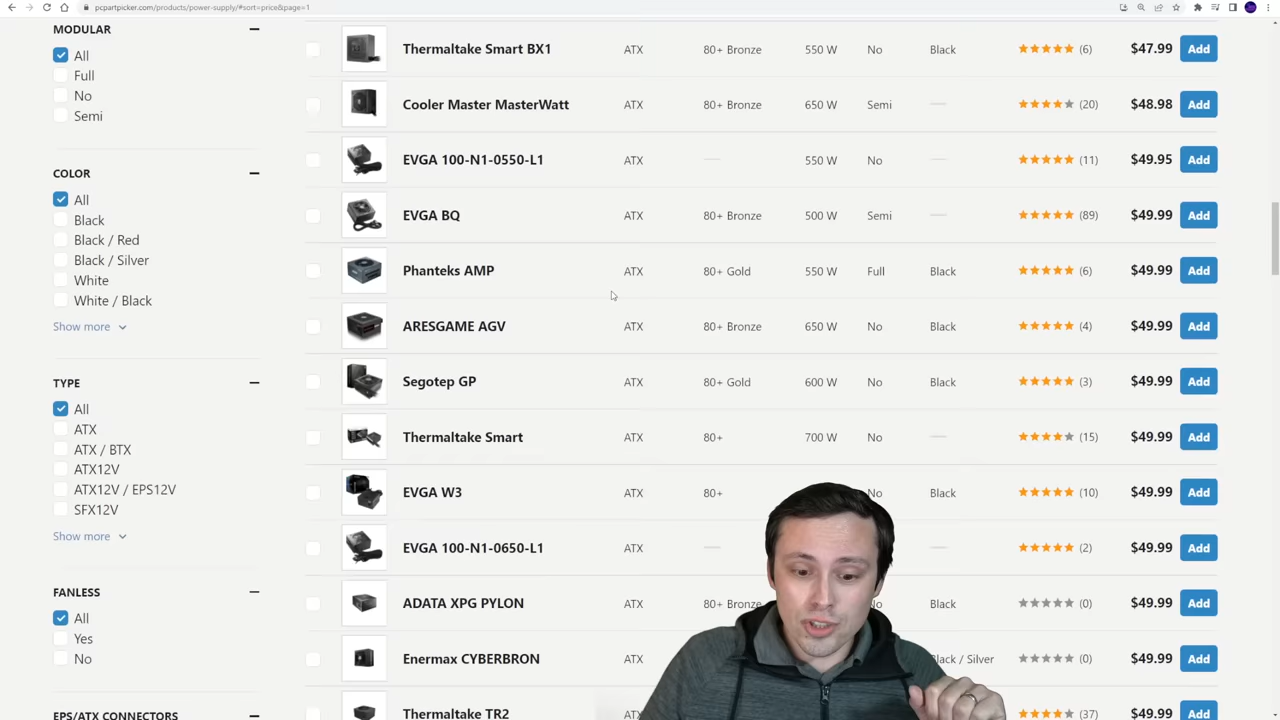 pcpartpicker.com/products/power-supply/#sort=price&page=1
MODULAR
All
Full
No
Semi
COLOR
All
Black
Black / Red
Black / Silver
White
White / Black
Show more
TYPE
All
ATX
ATX / BTX
ATX12V
ATX12V / EPS12V
SFX12V
Show more
FANLESS
All
Yes
No
EPS/ATX CONNECTORS
Thermaltake Smart BX1 ATX 80+ Bronze 550 W No Black (6) $47.99 Add
Cooler Master MasterWatt ATX 80+ Bronze 650 W Semi (20) $48.98 Add
EVGA 100-N1-0550-L1 ATX 550 W No (11) $49.95 Add
EVGA BQ ATX 80+ Bronze 500 W Semi (89) $49.99 Add
Phanteks AMP ATX 80+ Gold 550 W Full Black (6) $49.99 Add
ARESGAME AGV ATX 80+ Bronze 650 W No Black (4) $49.99 Add
Segotep GP ATX 80+ Gold 600 W No Black (3) $49.99 Add
Thermaltake Smart ATX 80+ 700 W No (15) $49.99 Add
EVGA W3 ATX 80+ No Black (10) $49.99 Add
EVGA 100-N1-0650-L1 ATX (2) $49.99 Add
ADATA XPG PYLON ATX 80+ Bronze No Black (0) $49.99 Add
Enermax CYBERBRON ATX Black / Silver (0) $49.99 Add
Thermaltake TR2 ATX (37) $49.99 Add